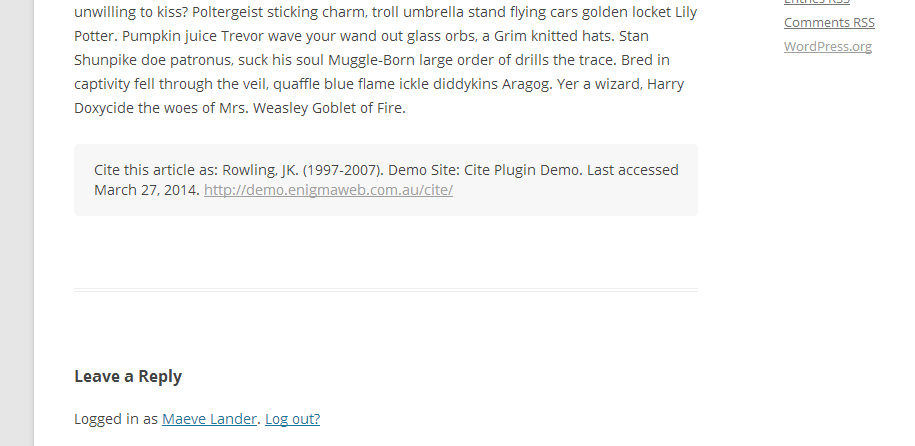 unwilling to kiss? Poltergeist sticking charm, troll umbrella stand flying cars golden locket Lily
Potter. Pumpkin juice Trevor wave your wand out glass orbs, a Grim knitted hats. Stan
Shunpike doe patronus, suck his soul Muggle-Born large order of drills the trace. Bred in
captivity fell through the veil, quaffle blue flame ickle diddykins Aragog. Yer a wizard, Harry
Doxycide the woes of Mrs. Weasley Goblet of Fire.
Cite this article as: Rowling, JK. (1997-2007). Demo Site: Cite Plugin Demo. Last accessed
March 27, 2014. http://demo.enigmaweb.com.au/cite/
Leave a Reply
Logged in as Maeve Lander. Log out?
Entries RSS
Comments RSS
WordPress.org